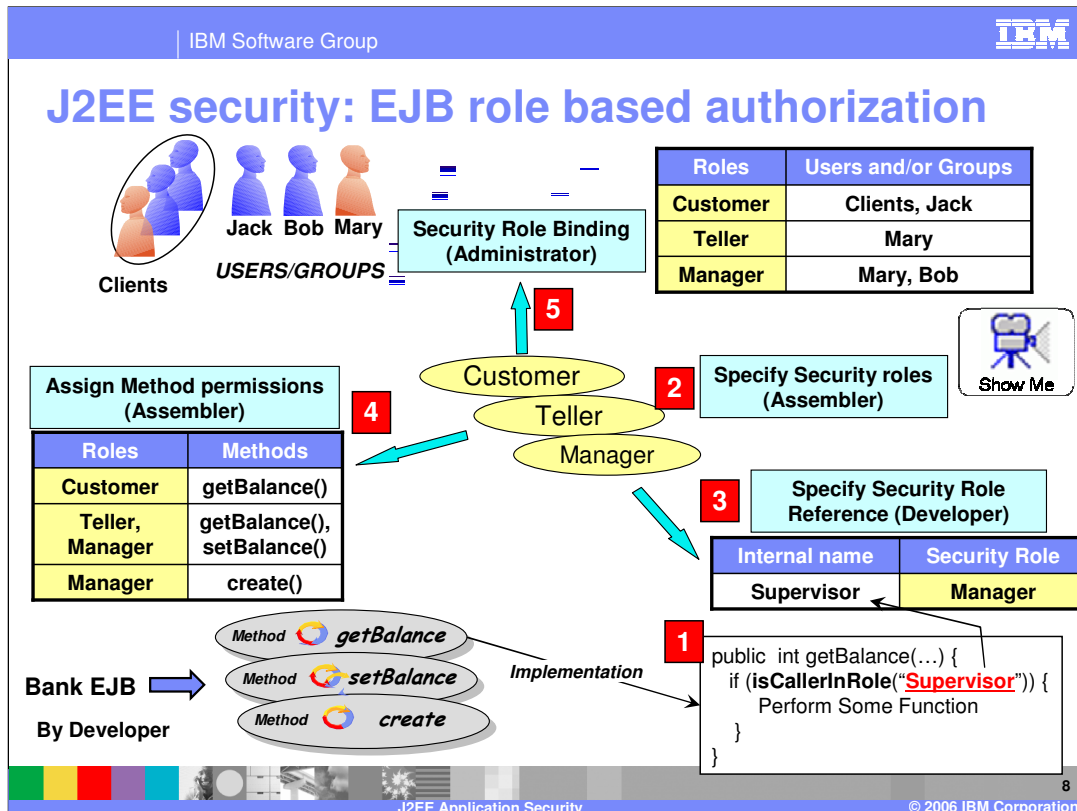 IBM Software Group
IBM
J2EE security: EJB role based authorization
Clients
Jack Bob Mary
USERS/GROUPS
Security Role Binding
(Administrator)
Roles Users and/or Groups
Customer Clients, Jack
Teller Mary
Manager Mary, Bob
5
Show Me
Customer
Teller
Manager
2
Specify Security roles
(Assembler)
Assign Method permissions
(Assembler)
4
Roles Methods
Customer getBalance()
Teller, getBalance(),
Manager setBalance()
Manager create()
3
Specify Security Role
Reference (Developer)
Internal name Security Role
Supervisor Manager
Bank EJB
By Developer
Method getBalance
Method setBalance
Method create
Implementation
1
public int getBalance(…) {
if (isCallerInRole(“Supervisor”)) {
Perform Some Function
}
}
8
J2EE Application Security
© 2006 IBM Corporation